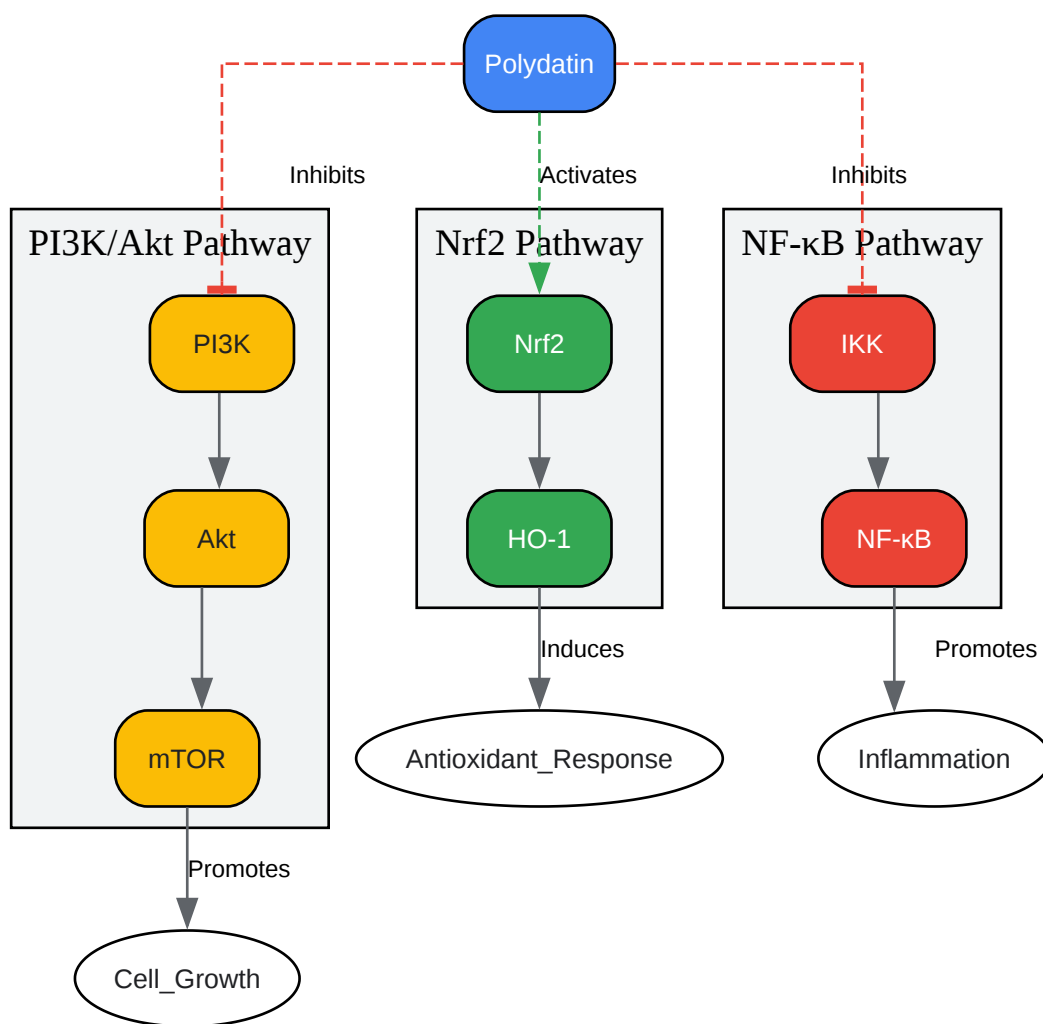 Polydatin
Inhibits
Activates
Inhibits
PI3K/Akt Pathway
Nrf2 Pathway
NF-κB Pathway
PI3K
Nrf2
IKK
Akt
HO-1
NF-κB
Induces
Promotes
mTOR
Antioxidant_Response
Inflammation
Promotes
Cell_Growth